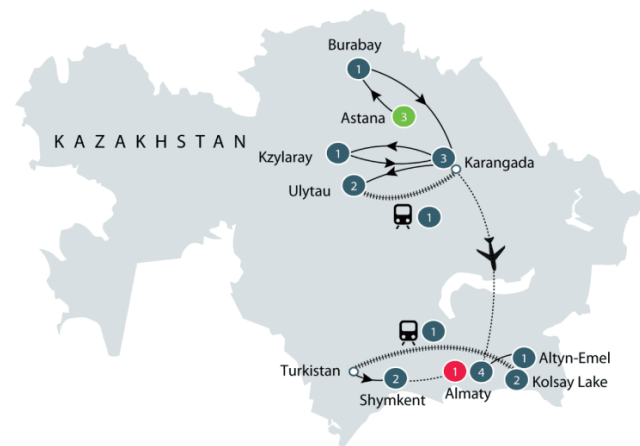 Burabay
1
Astana
3
K A Z A K H S T A N
Kzylaray
1
3
Karangada
Ulytau
2
1
1
Altyn-Emel
1
Turkistan
1
4
2
Kolsay Lake
2
Shymkent
Almaty